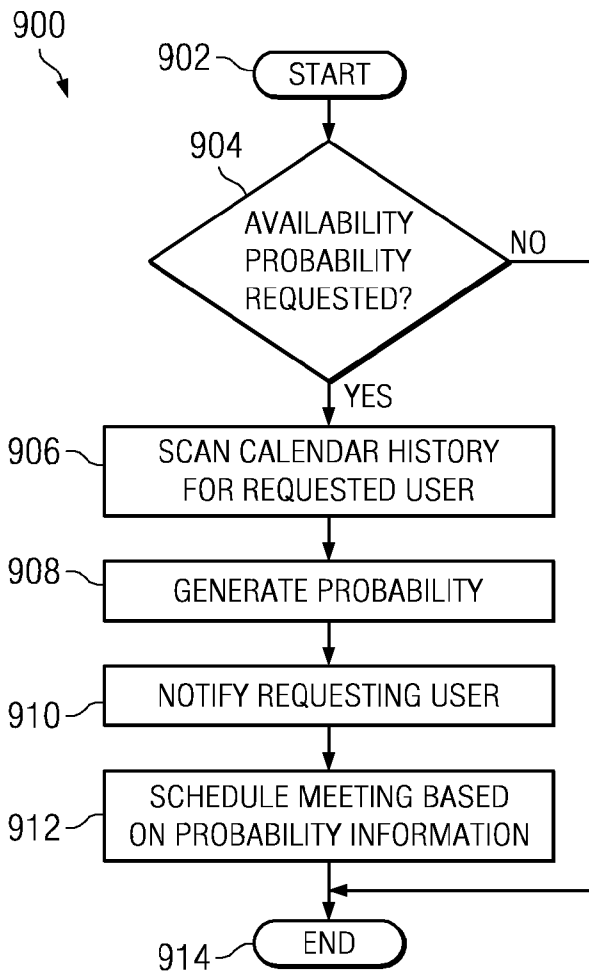 900
902
START
904
AVAILABILITY
PROBABILITY
REQUESTED?
NO
YES
906
SCAN CALENDAR HISTORY
FOR REQUESTED USER
908
GENERATE PROBABILITY
910
NOTIFY REQUESTING USER
912
SCHEDULE MEETING BASED
ON PROBABILITY INFORMATION
914
END